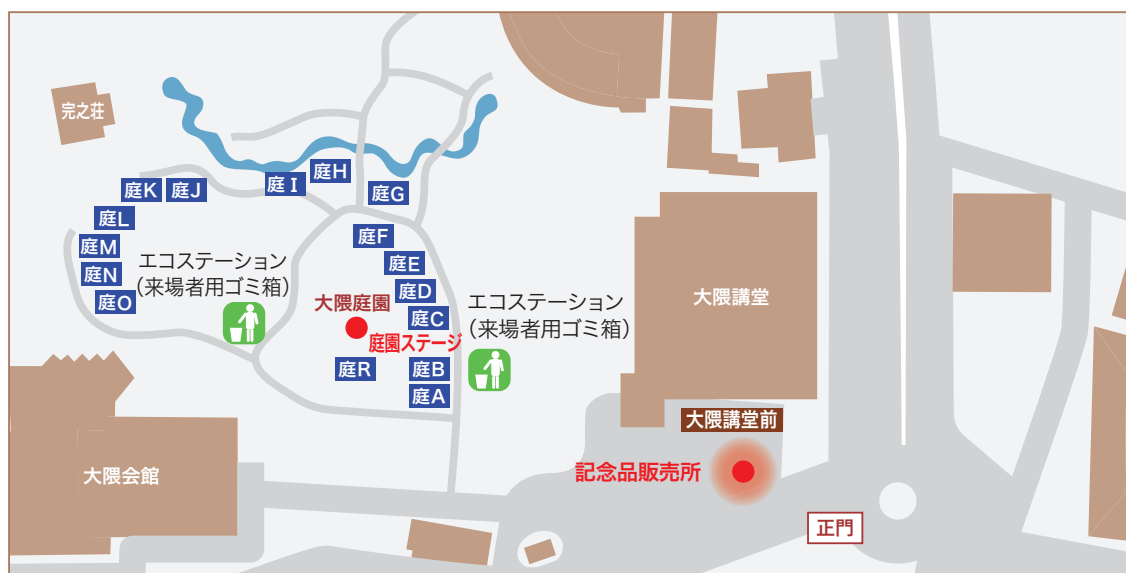 完之荘
庭H
庭I
庭K
庭J
庭G
庭L
庭F
庭M
エコステーション
(来場者用ゴミ箱)
庭E
庭N
庭D
庭O
大隈庭園
エコステーション
(来場者用ゴミ箱)
大隈講堂
庭C
庭園ステージ
庭R
庭B
庭A
大隈講堂前
大隈会館
記念品販売所
正門